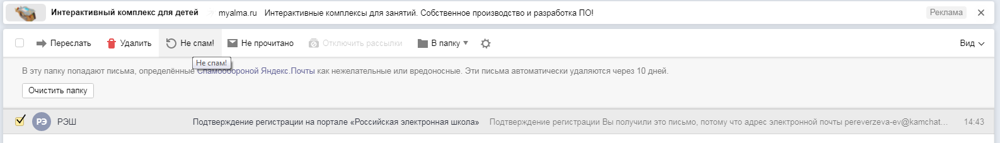 Интерактивный комплекс для детей myalma.ru Интерактивные комплексы для занятий. Собственное производство и разработка ПО! Реклама
Переслать Удалить Не спам! Не прочитано Отключить рассылки В папку Вид
Не спам!
В эту папку попадают письма, определённые Спамообороной Яндекс.Почты как нежелательные или вредоносные. Эти письма автоматически удаляются через 10 дней.
Очистить папку
РЭ РЭШ Подтверждение регистрации на портале «Российская электронная школа» Подтверждение регистрации Вы получили это письмо, потому что адрес электронной почты pereverzeva-ev@kamchat... 14:43